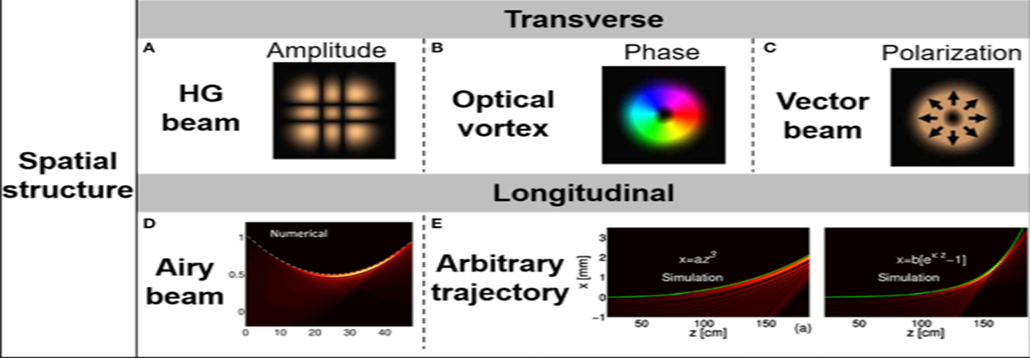 Transverse
A
Amplitude
HG
beam
B
Phase
Optical
vortex
C
Polarization
Vector
beam
Spatial
structure
Longitudinal
D
Airy
beam
Numerical
1
0.5
0
0 10 20 30 40
E
Arbitrary
trajectory
x [mm]
3
2
1
0
-1
x=az³
Simulation
50 100 150
z [cm]
(a)
x=b[e^{κ z}-1]
Simulation
50 100 150
z [cm]